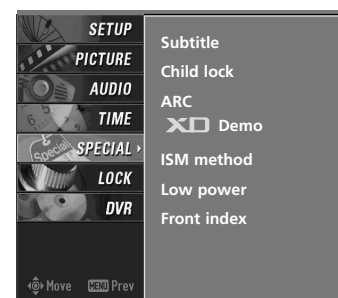 SETUP
PICTURE
AUDIO
TIME
Special SPECIAL
LOCK
DVR
Move MENU Prev
Subtitle
Child lock
ARC
XD Demo
ISM method
Low power
Front index